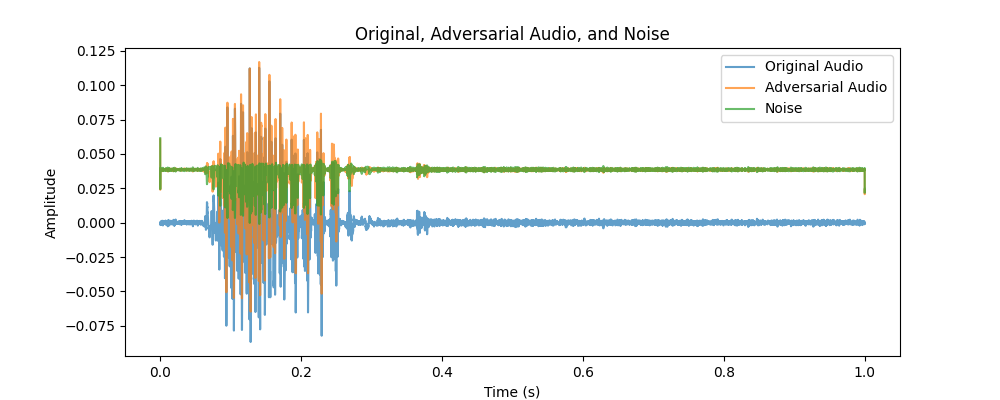 Original, Adversarial Audio, and Noise
Original Audio
Adversarial Audio
Noise
Amplitude
0.125
0.100
0.075
0.050
0.025
0.000
−0.025
−0.050
−0.075
0.0 0.2 0.4 0.6 0.8 1.0
Time (s)